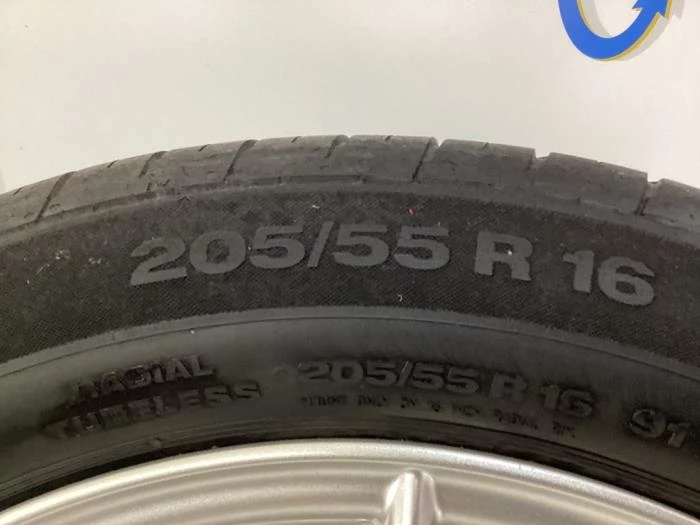 205/55 R 16
RADIAL
TUBELESS
205/55 R 16 91